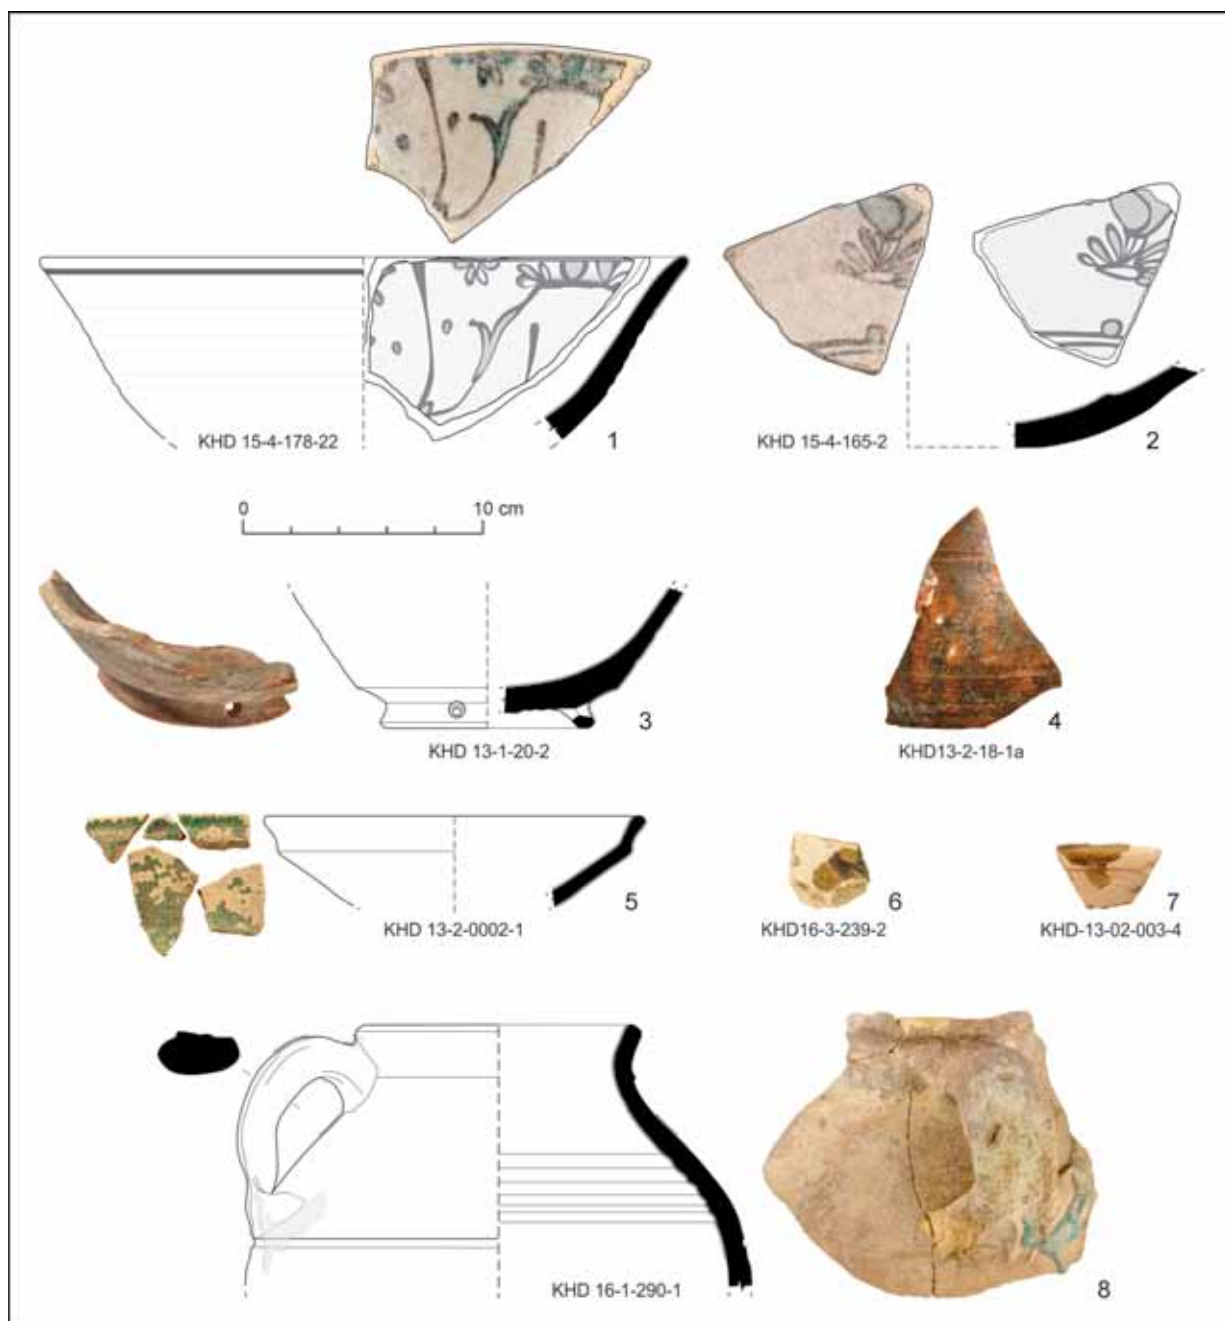 KHD 15-4-178-22
1
KHD 15-4-165-2
2
0
10 cm
KHD 13-1-20-2
3
KHD13-2-18-1a
4
KHD 13-2-0002-1
5
KHD16-3-239-2
6
KHD-13-02-003-4
7
KHD 16-1-290-1
8